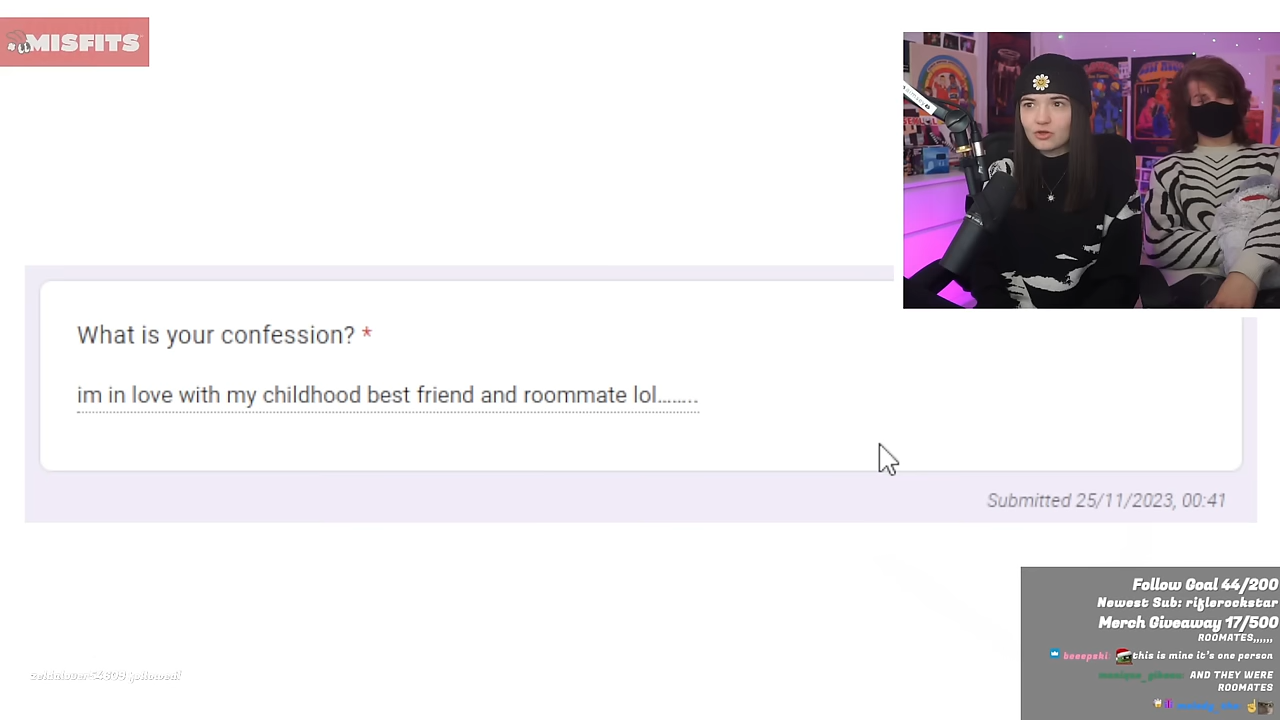 MISFITS
What is your confession? *
im in love with my childhood best friend and roommate lol........
Submitted 25/11/2023, 00:41
Follow Goal 44/200
Newest Sub: riflerockstar
Merch Giveaway 17/500
ROOMATES,,,,,,
beeepski: this is mine it's one person
AND THEY WERE
ROOMATES
followed!